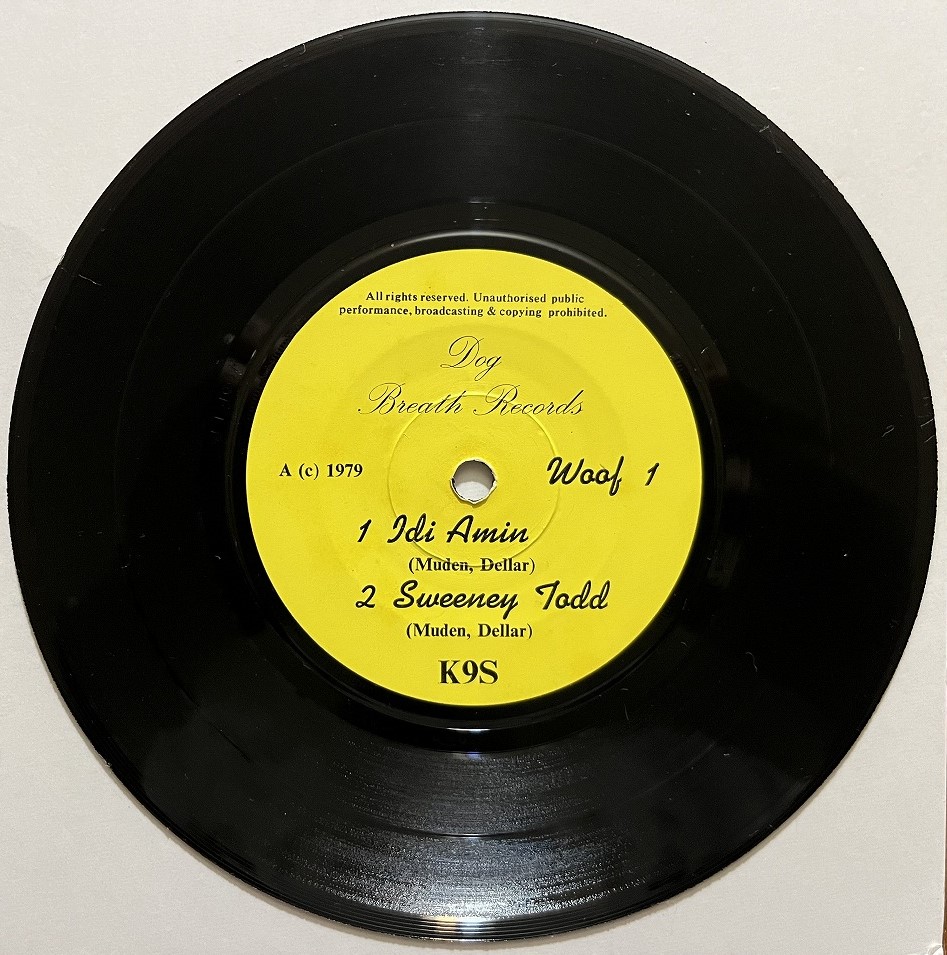 All rights reserved. Unauthorised public
performance, broadcasting & copying prohibited.
Dog
Breath Records
A (c) 1979
Woof 1
1 Idi Amin
(Muden, Dellar)
2 Sweeney Todd
(Muden, Dellar)
K9S